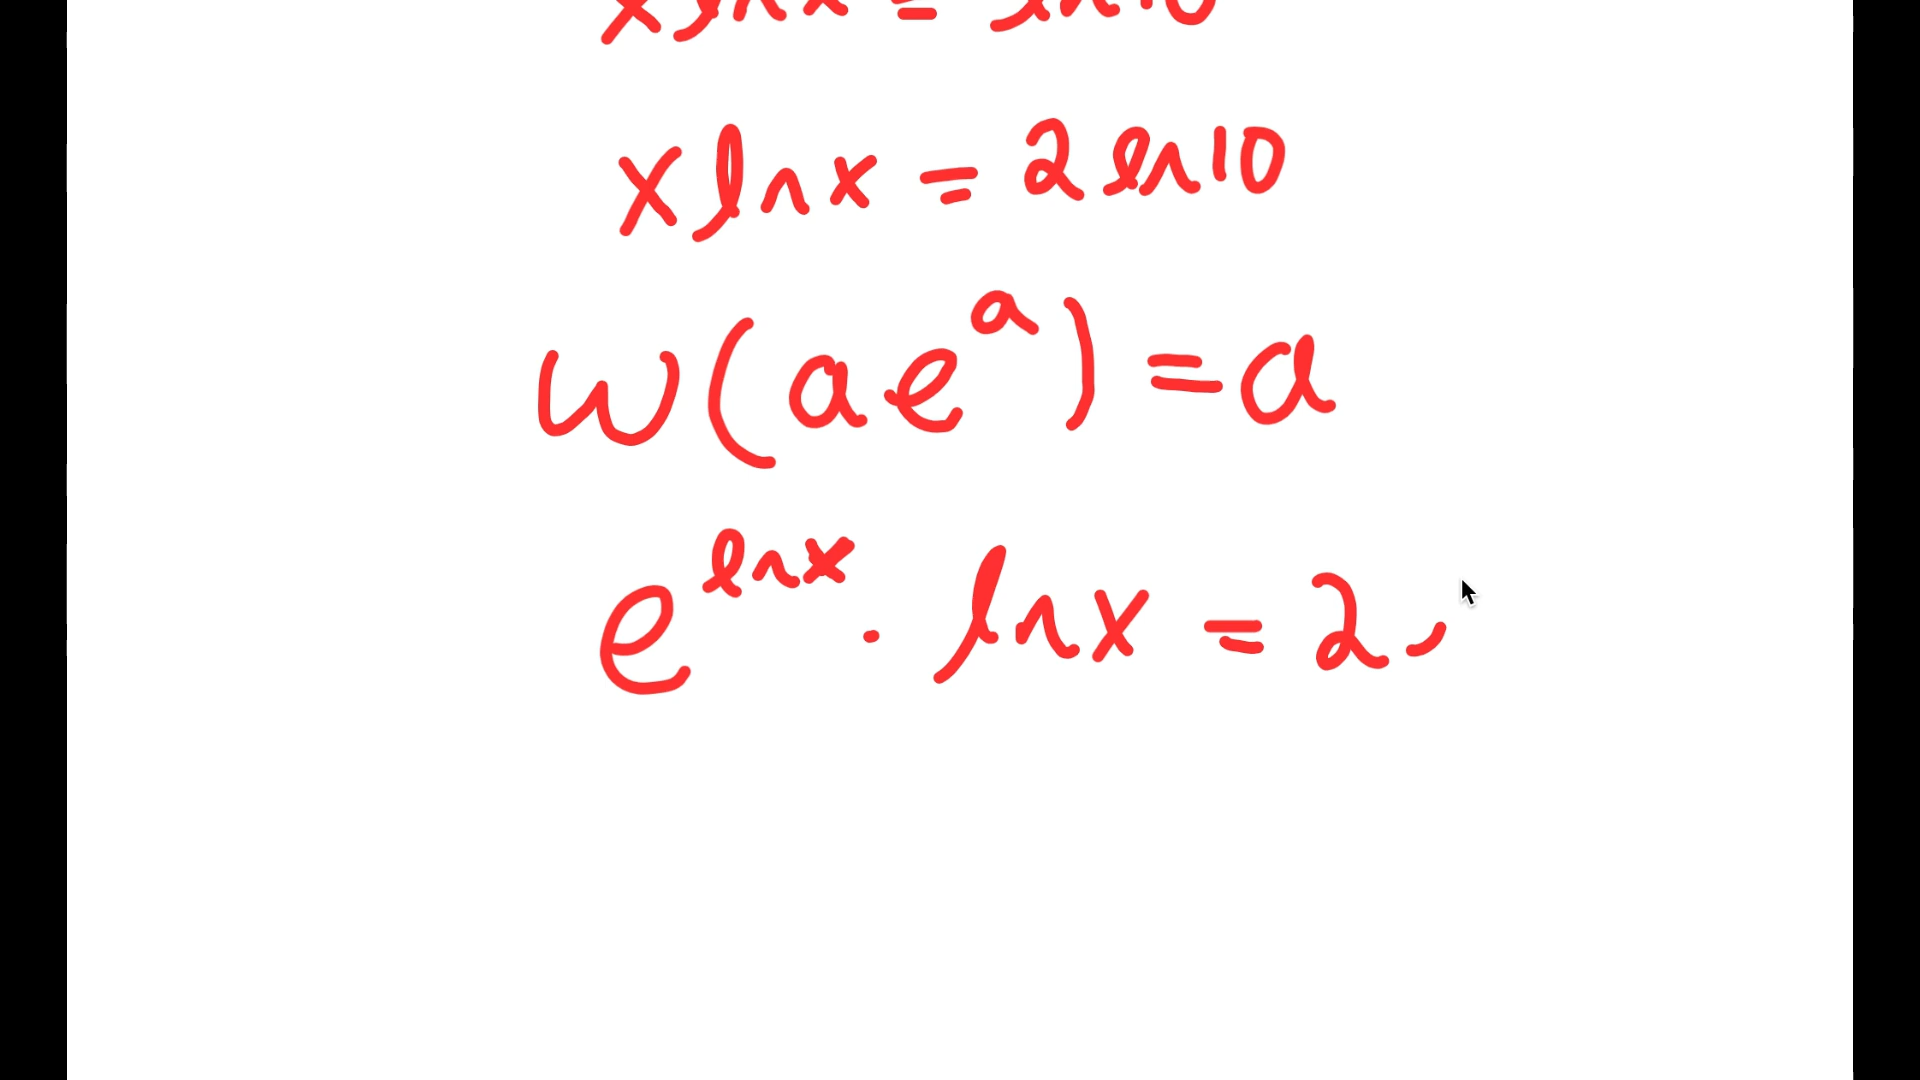 x ln x = 2 ln 10
W(ae^a) = a
e^{ln x} · ln x = 2